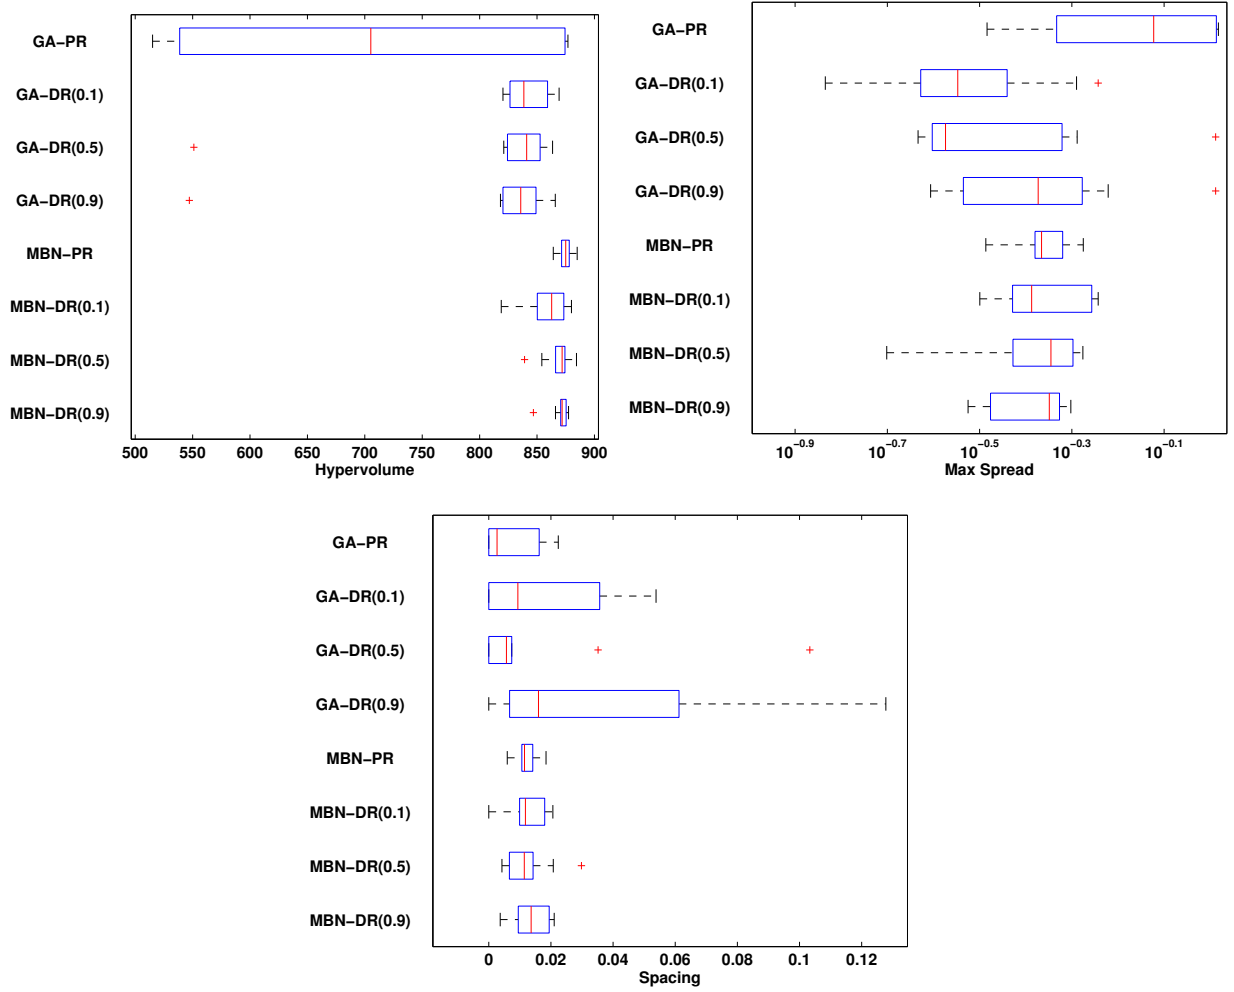 GA−PR
GA−DR(0.1)
GA−DR(0.5)
GA−DR(0.9)
MBN−PR
MBN−DR(0.1)
MBN−DR(0.5)
MBN−DR(0.9)
500 550 600 650 700 750 800 850 900
Hypervolume
GA−PR
GA−DR(0.1)
GA−DR(0.5)
GA−DR(0.9)
MBN−PR
MBN−DR(0.1)
MBN−DR(0.5)
MBN−DR(0.9)
10^−0.9 10^−0.7 10^−0.5 10^−0.3 10^−0.1
Max Spread
GA−PR
GA−DR(0.1)
GA−DR(0.5)
GA−DR(0.9)
MBN−PR
MBN−DR(0.1)
MBN−DR(0.5)
MBN−DR(0.9)
0 0.02 0.04 0.06 0.08 0.1 0.12
Spacing